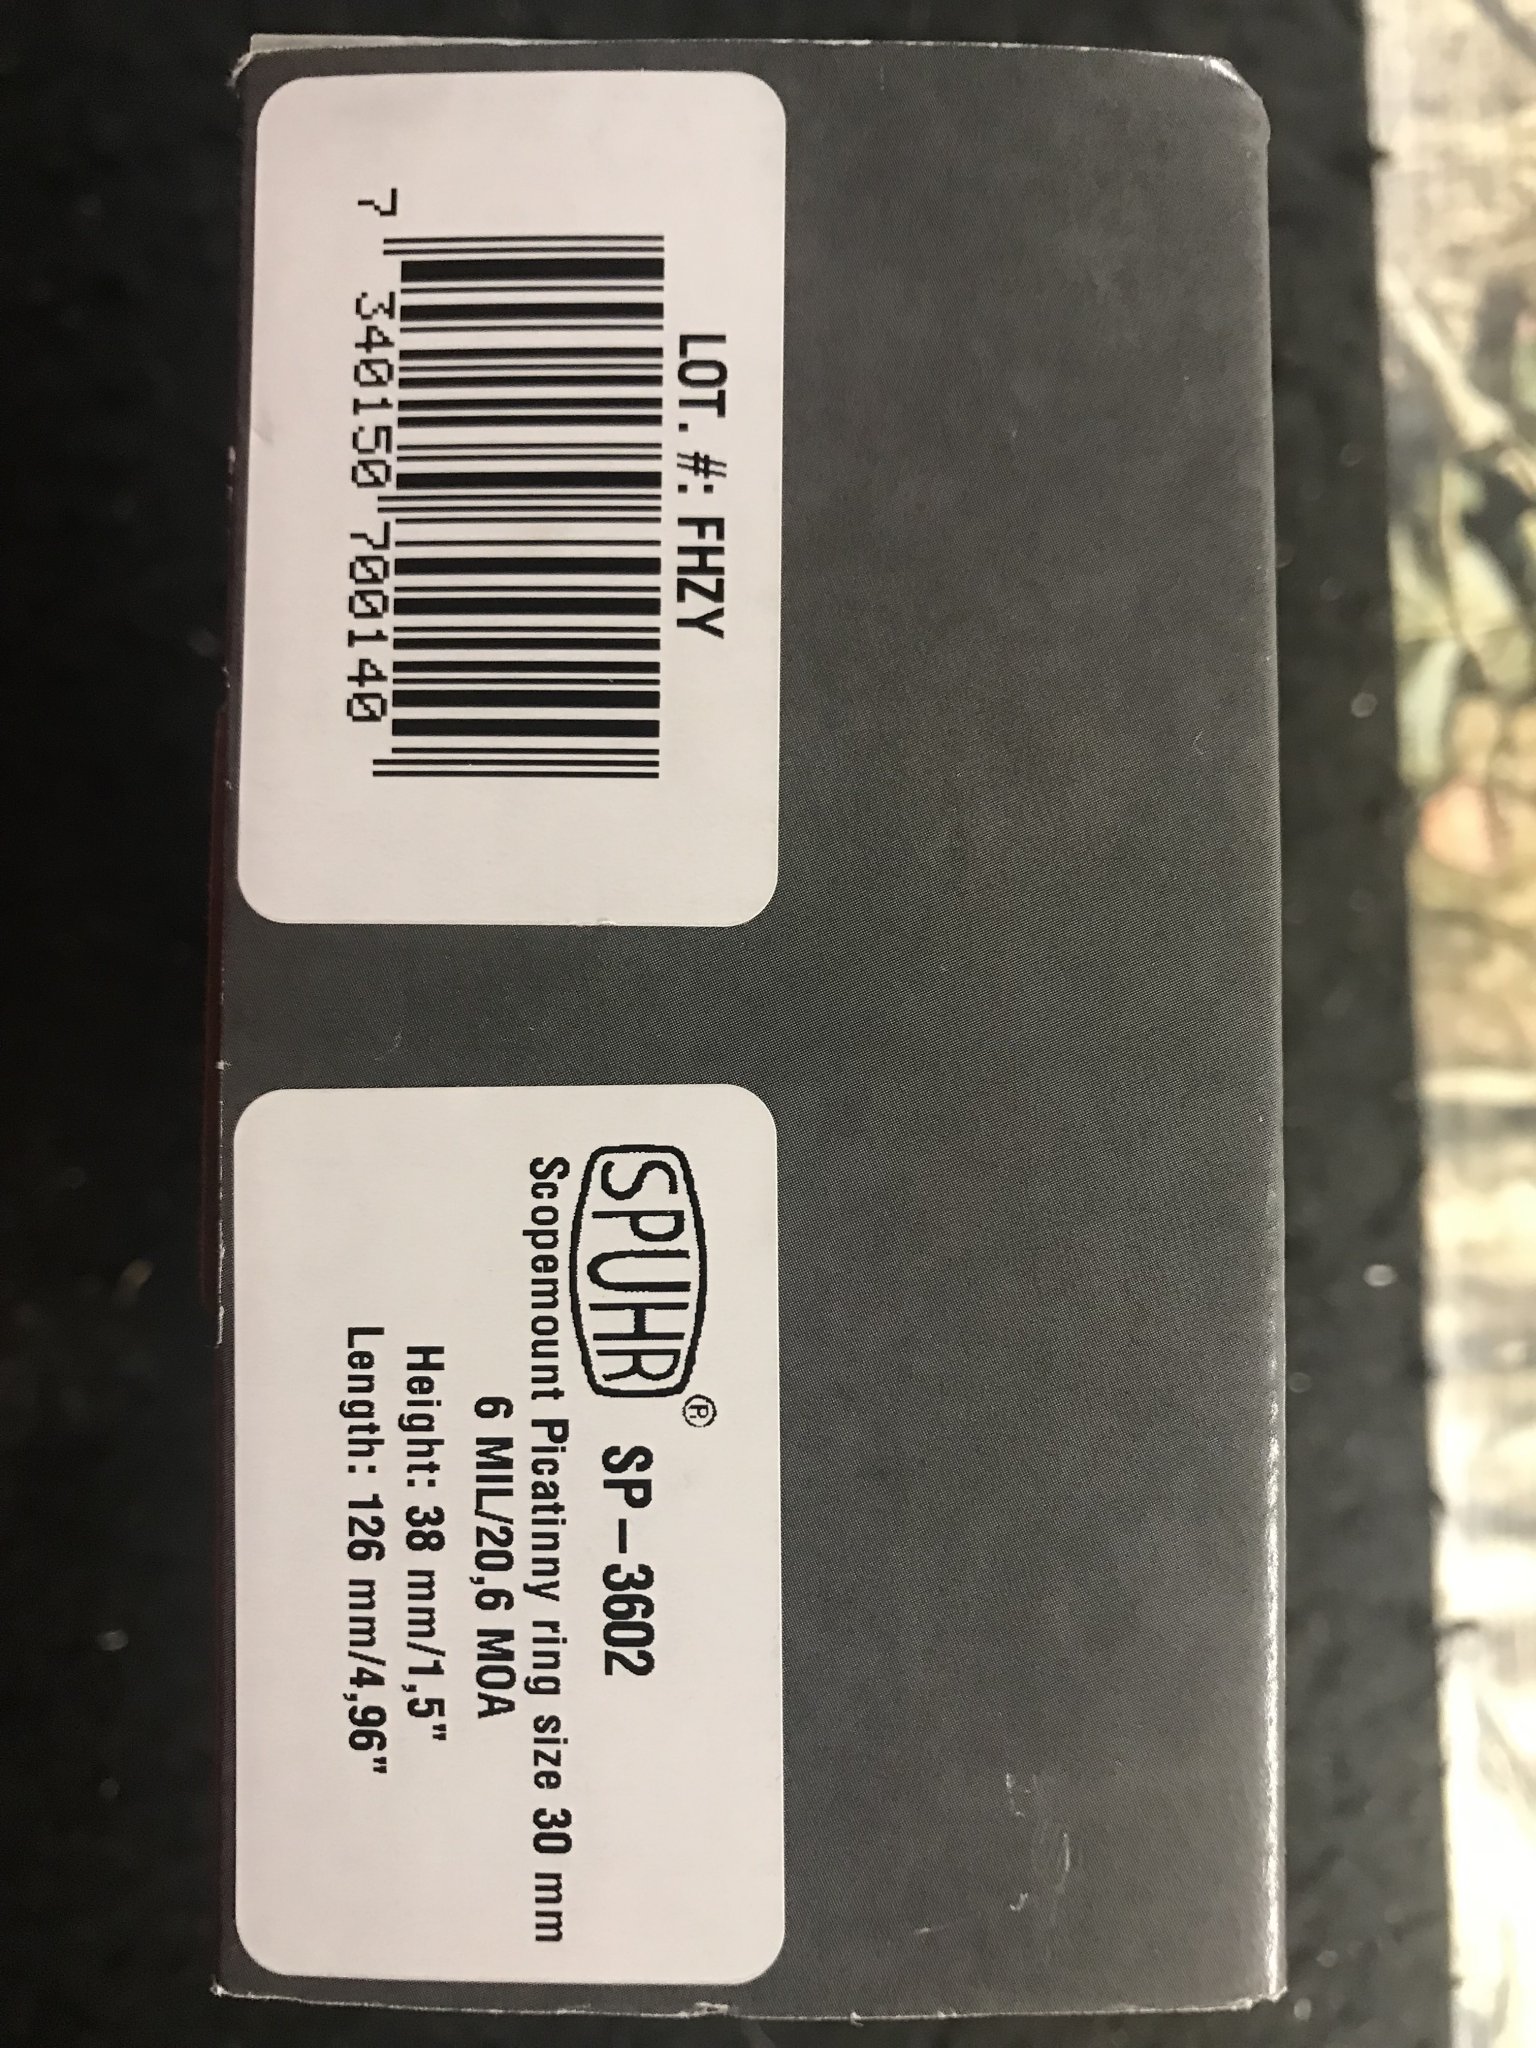 LOT. #: FHZY
7 340150 700140
SPUHR® SP-3602
Scopemount Picatinny ring size 30 mm
6 MIL/20,6 MOA
Height: 38 mm/1,5"
Length: 126 mm/4,96"